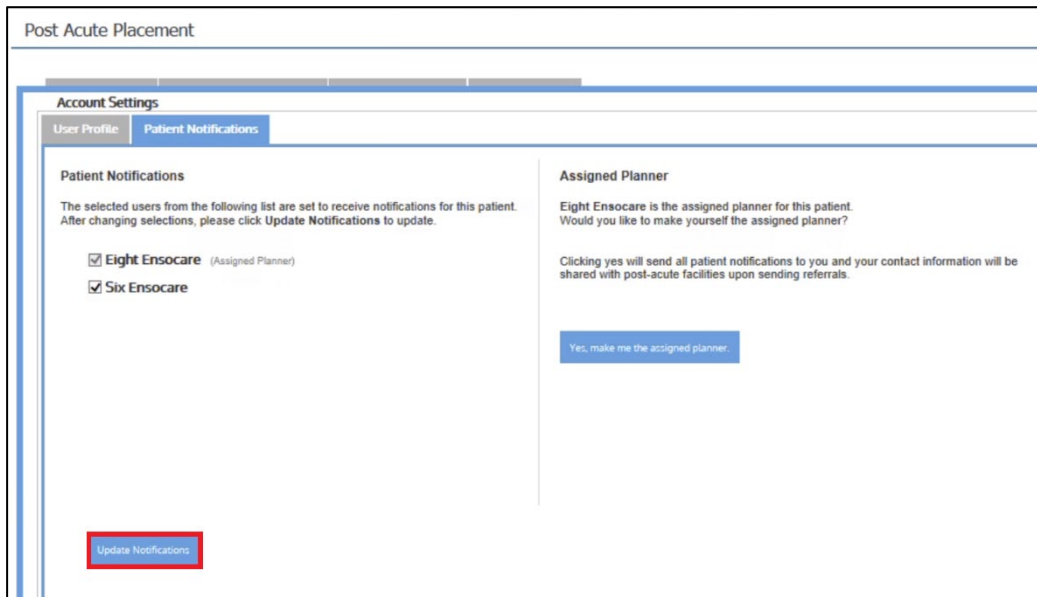 Post Acute Placement
Account Settings
User Profile
Patient Notifications
Patient Notifications
The selected users from the following list are set to receive notifications for this patient.
After changing selections, please click Update Notifications to update.
Eight Ensocare (Assigned Planner)
Six Ensocare
Update Notifications
Assigned Planner
Eight Ensocare is the assigned planner for this patient.
Would you like to make yourself the assigned planner?
Clicking yes will send all patient notifications to you and your contact information will be
shared with post-acute facilities upon sending referrals.
Yes, make me the assigned planner.